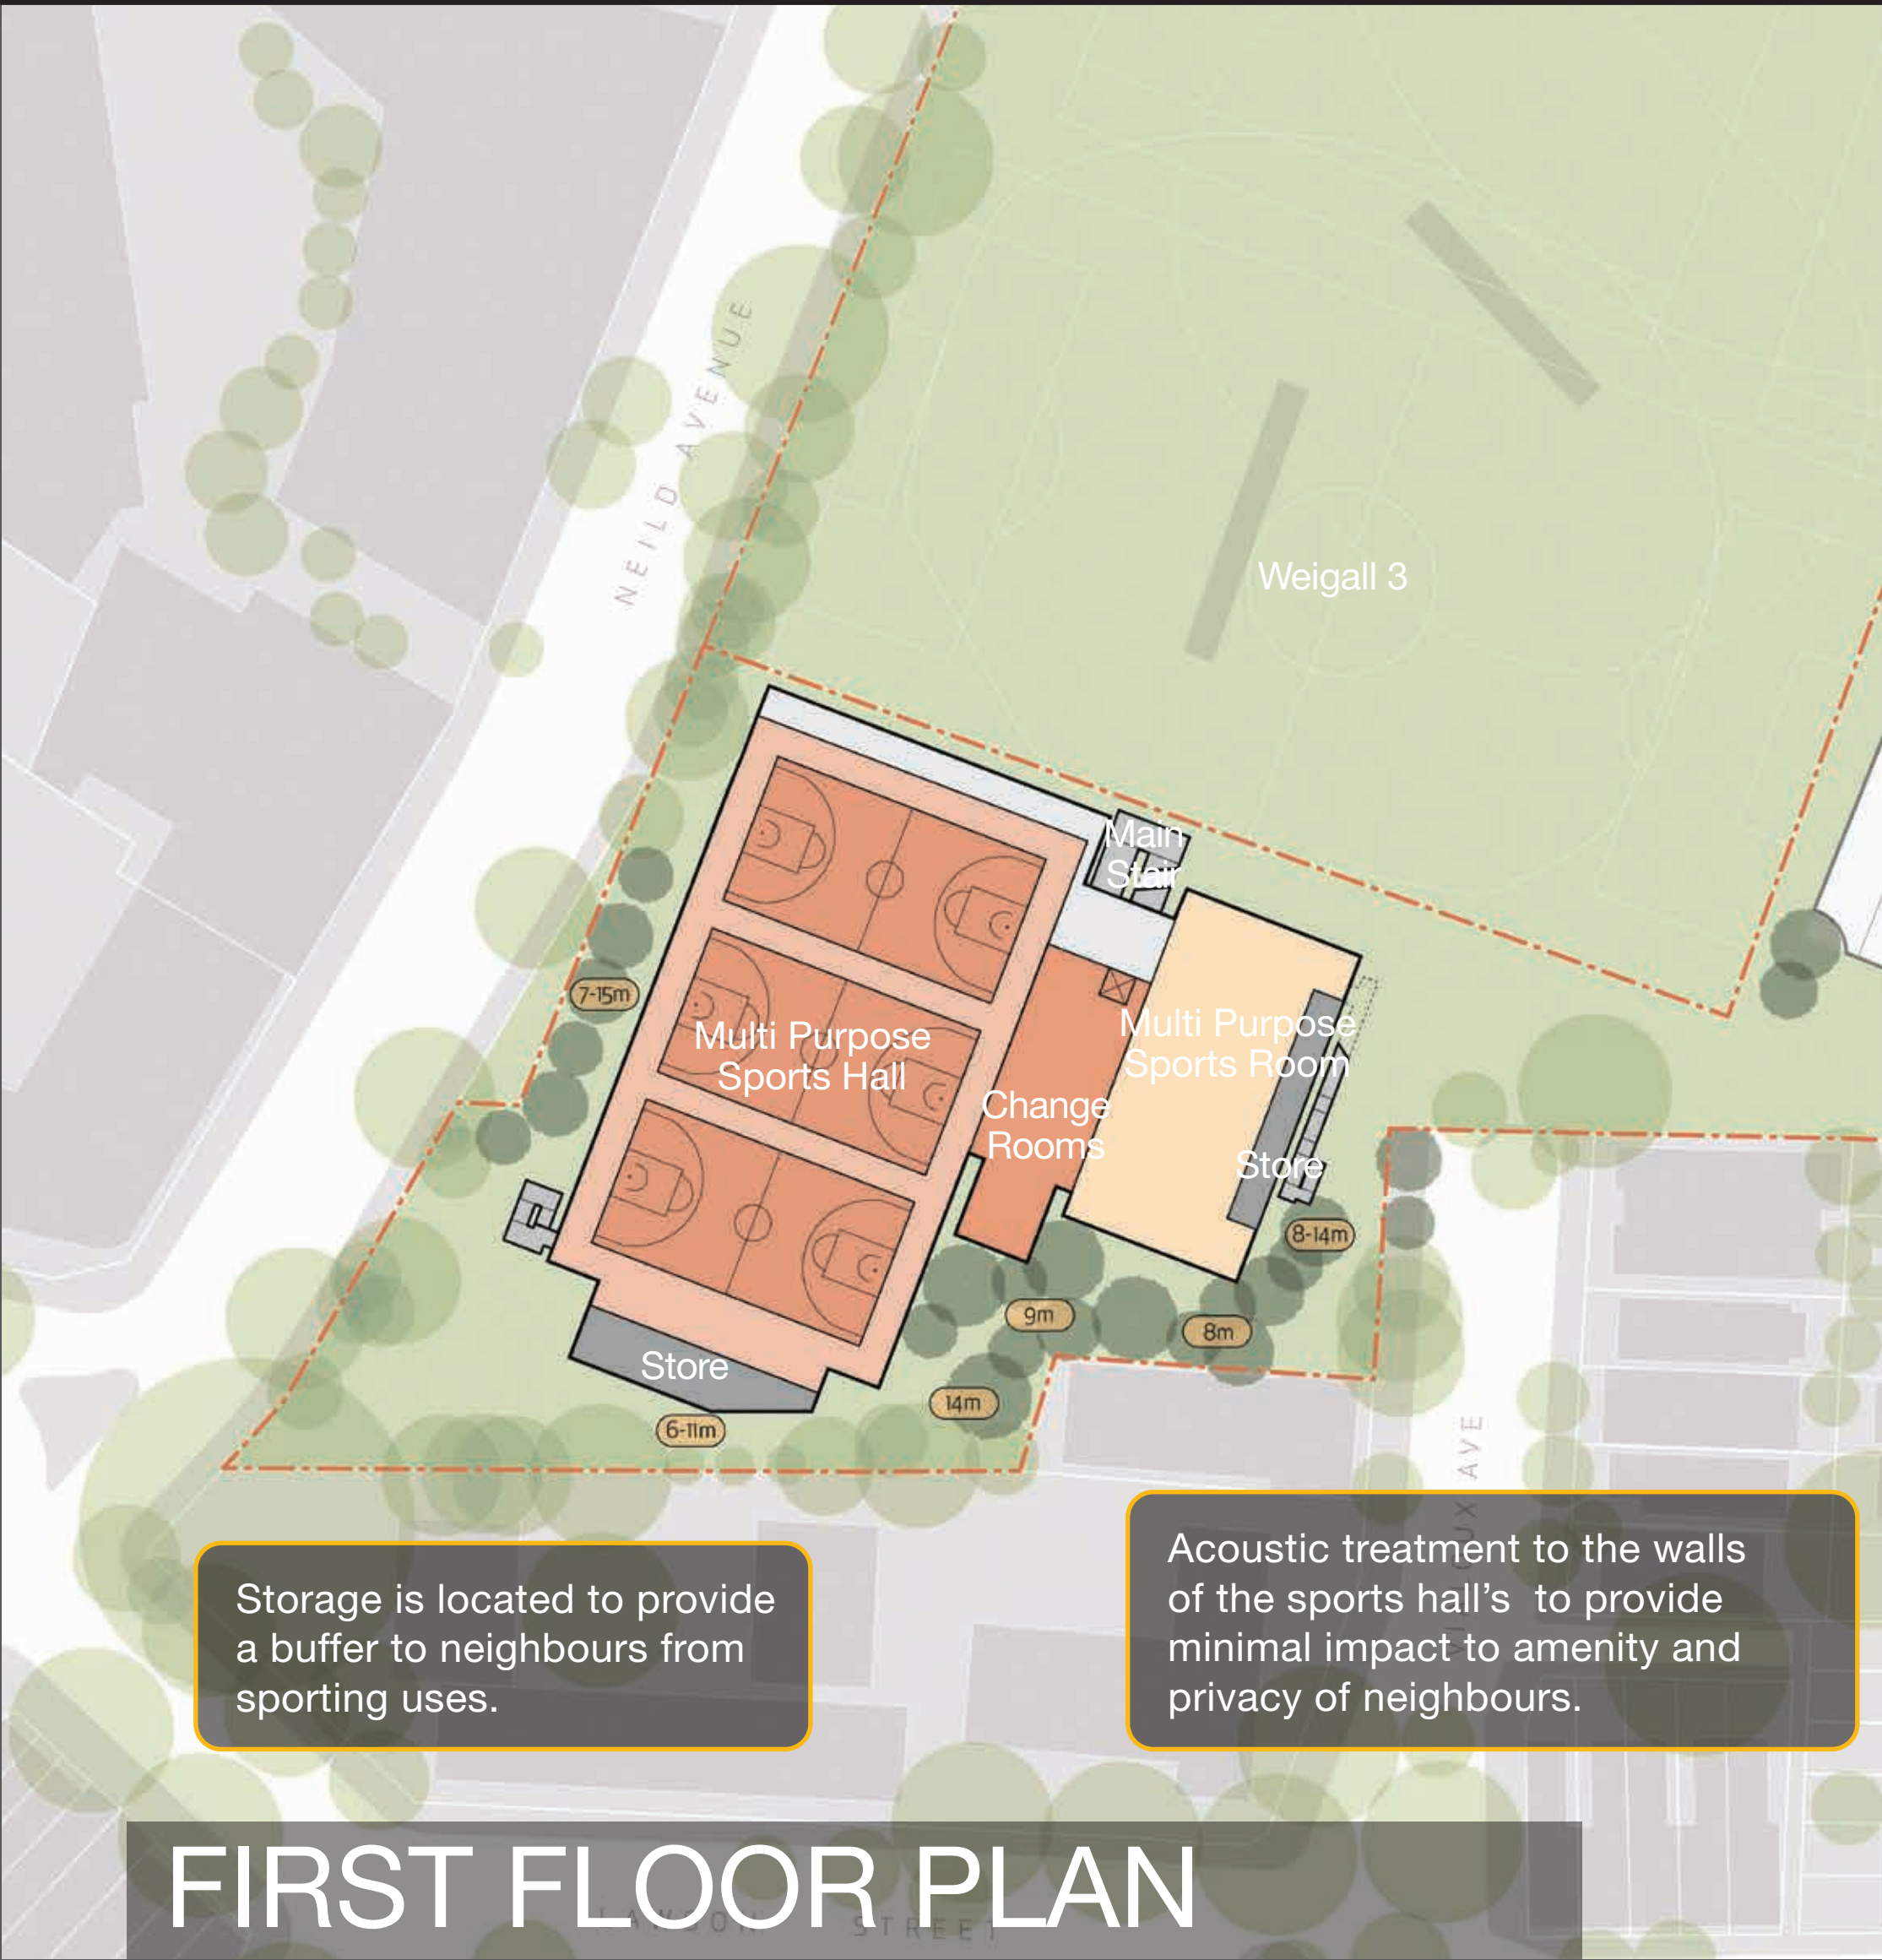 NEILD AVENUE
Weigall 3
Main
Stair
7-15m
Multi Purpose
Sports Hall
Multi Purpose
Sports Room
Change
Rooms
Store
8-14m
9m
8m
Store
14m
6-11m
AVE
Storage is located to provide
a buffer to neighbours from
sporting uses.
Acoustic treatment to the walls
of the sports hall's  to provide
minimal impact to amenity and
privacy of neighbours.
FIRST FLOOR PLAN
LAWSON STREET